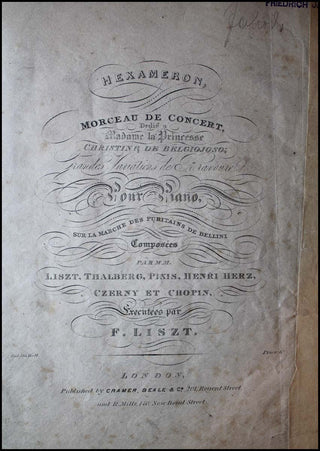 FRIEDRICH
HEXAMERON,
MORCEAU DE CONCERT,
Dedié a
Madame la Princesse
CHRISTINE DE BELGIOJOSO;
Grandes Variations de Bravoure
Pour Piano,
SUR LA MARCHE DES PURITAINS DE BELLINI
Composées
PAR MM.
LISZT, THALBERG, PIXIS, HENRI HERZ,
CZERNY ET CHOPIN,
Executées par
F. LISZT.
LONDON,
Published by CRAMER, BEALE & Co. 201, Regent Street
and R. Mills, 140, New Bond Street.